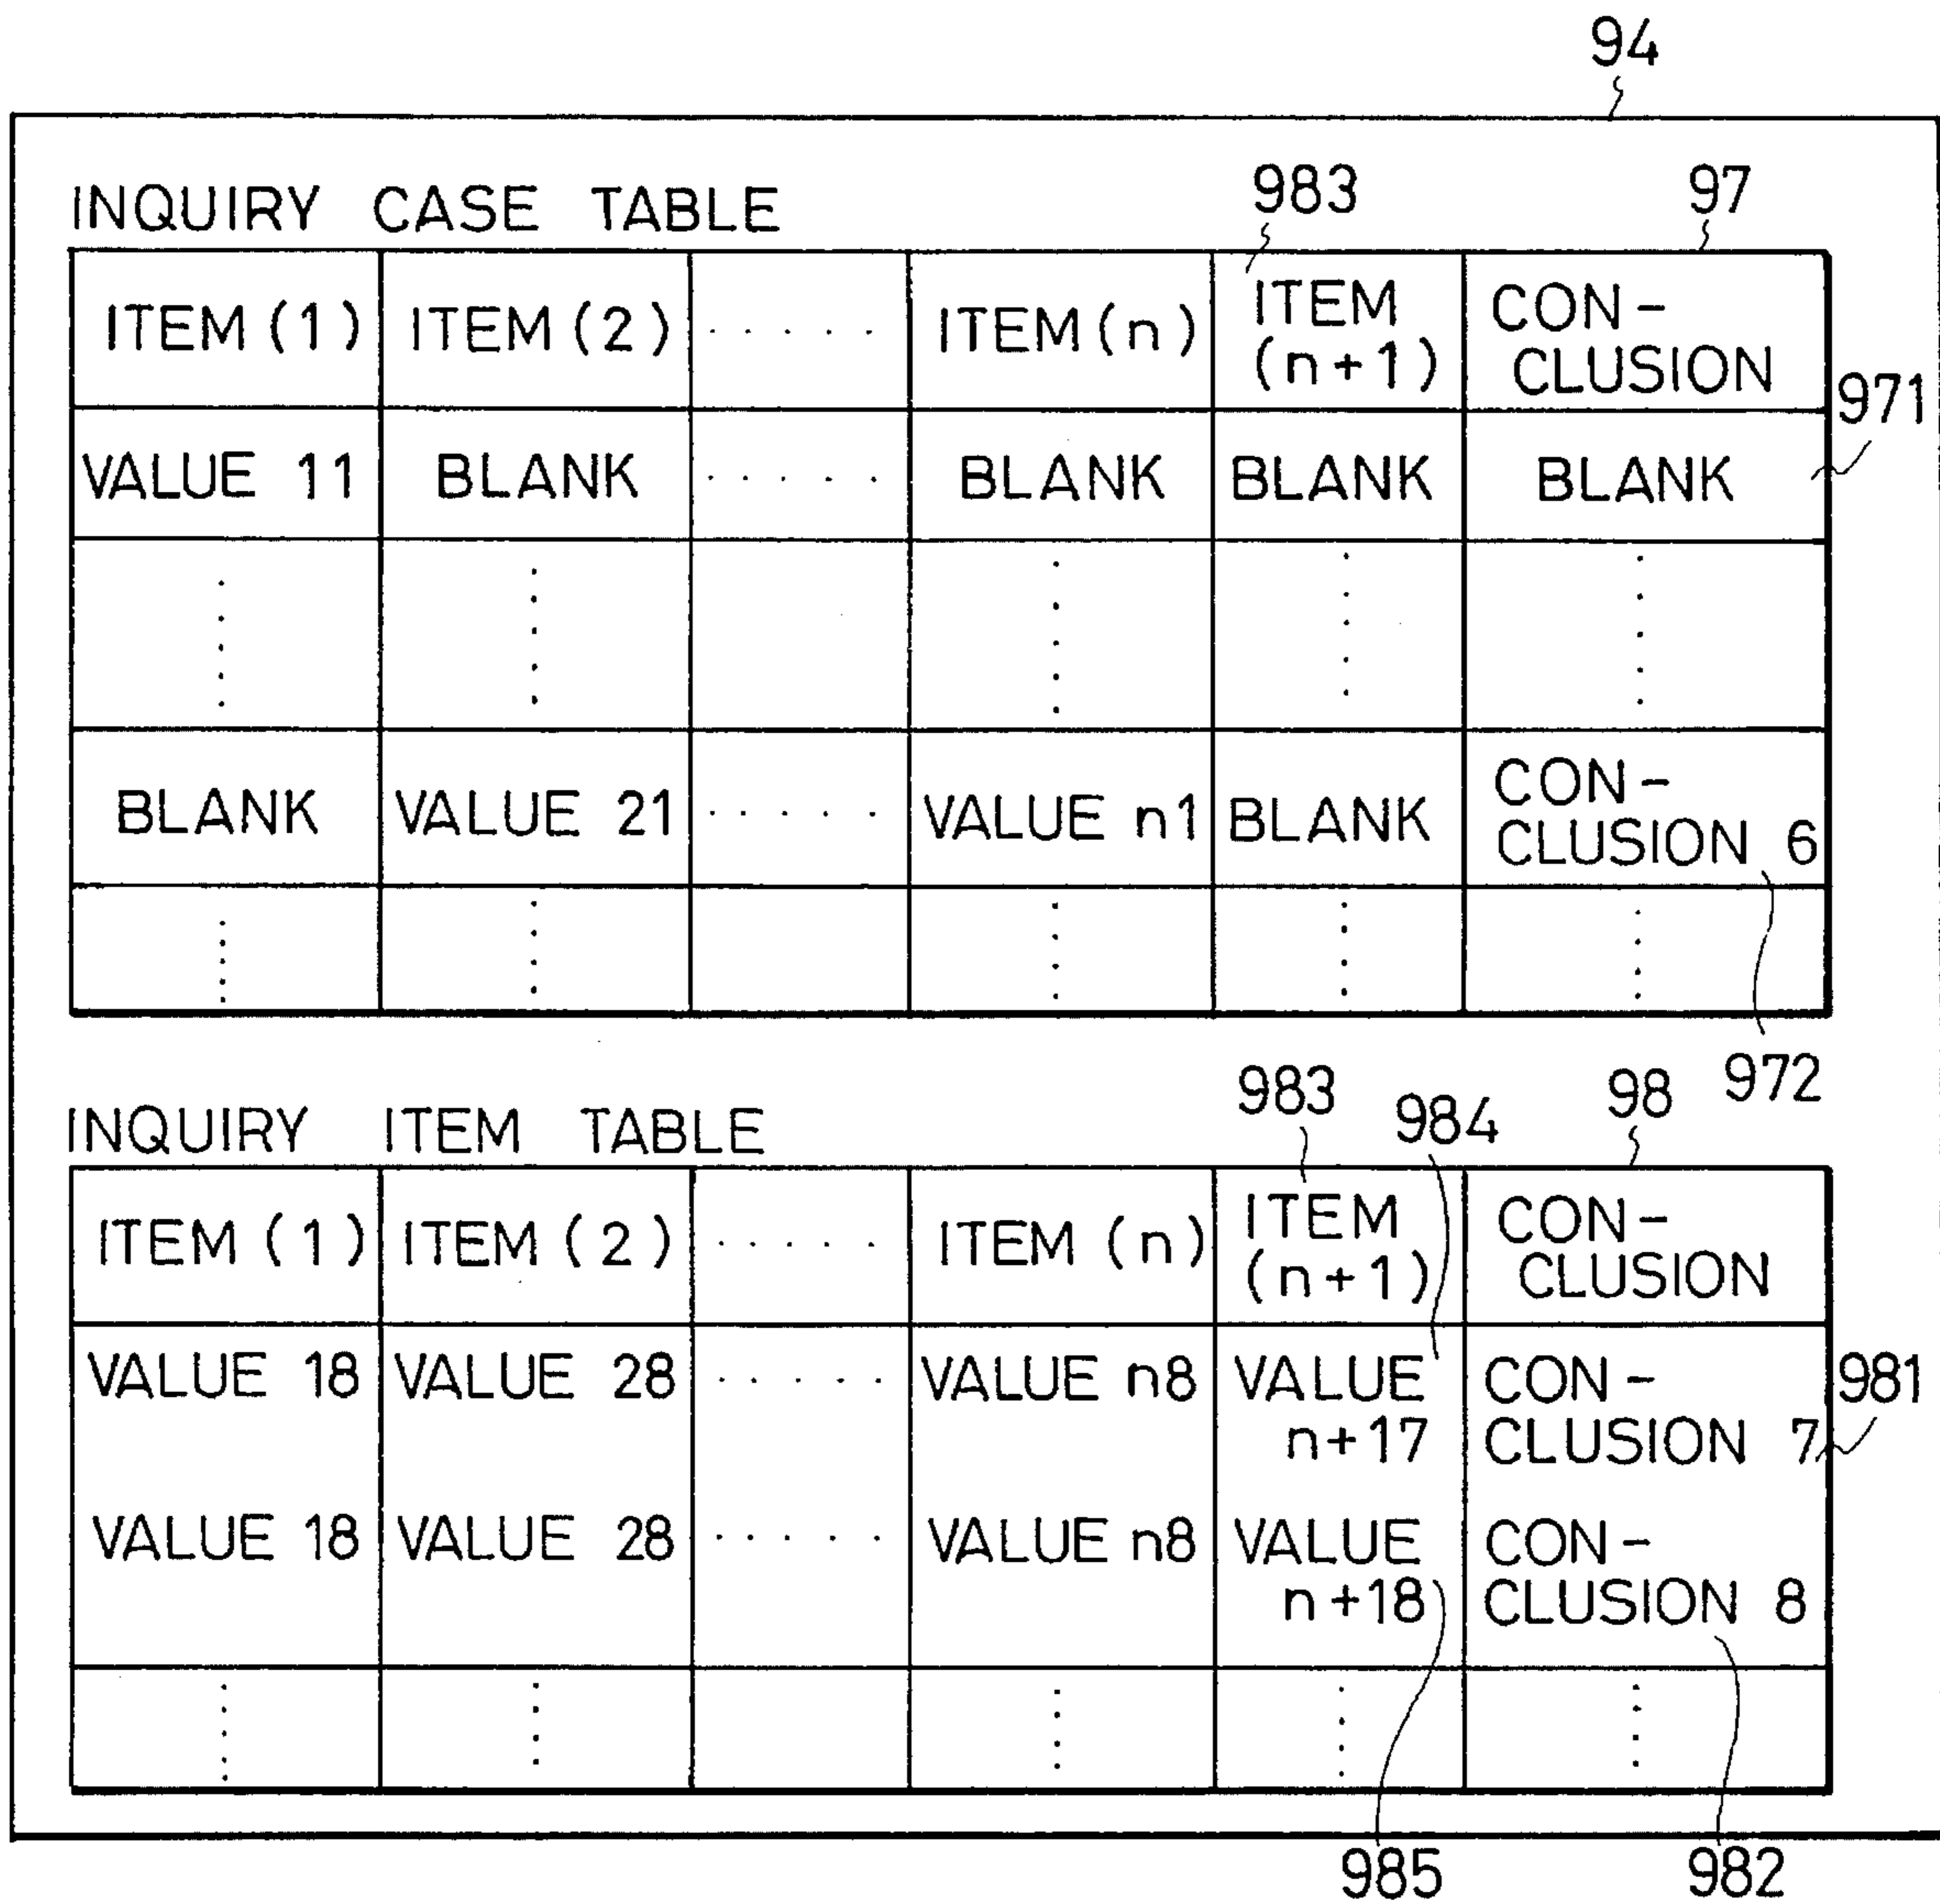 94
INQUIRY CASE TABLE
983
97
ITEM (1) ITEM (2) ..... ITEM (n) ITEM (n+1) CON-CLUSION
971
VALUE 11 BLANK ..... BLANK BLANK BLANK
BLANK VALUE 21 ..... VALUE n1 BLANK CON-CLUSION 6
972
INQUIRY ITEM TABLE
983
984
98
ITEM (1) ITEM (2) ..... ITEM (n) ITEM (n+1) CON-CLUSION
VALUE 18 VALUE 28 ..... VALUE n8 VALUE n+17 CON-CLUSION 7
981
VALUE 18 VALUE 28 ..... VALUE n8 VALUE n+18 CON-CLUSION 8
985
982